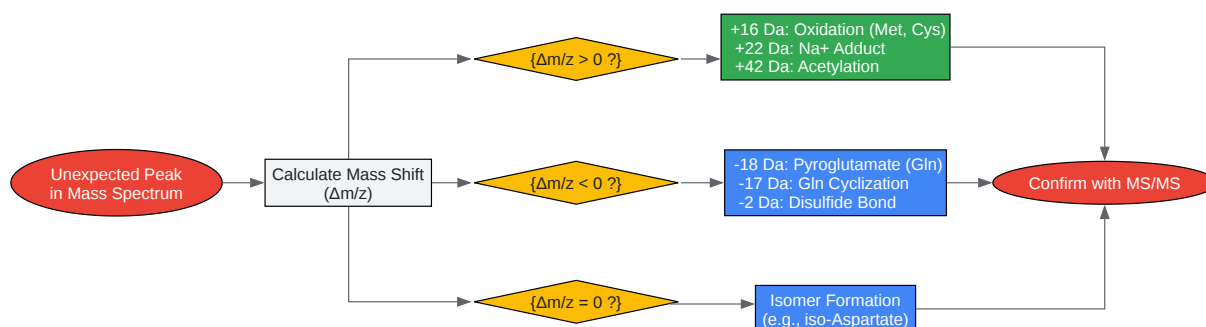 Unexpected Peak
in Mass Spectrum
Calculate Mass Shift
(Δm/z)
{Δm/z > 0 ?}
+16 Da: Oxidation (Met, Cys)
+22 Da: Na+ Adduct
+42 Da: Acetylation
{Δm/z < 0 ?}
-18 Da: Pyroglutamate (Gln)
-17 Da: Gln Cyclization
-2 Da: Disulfide Bond
{Δm/z = 0 ?}
Isomer Formation
(e.g., iso-Aspartate)
Confirm with MS/MS